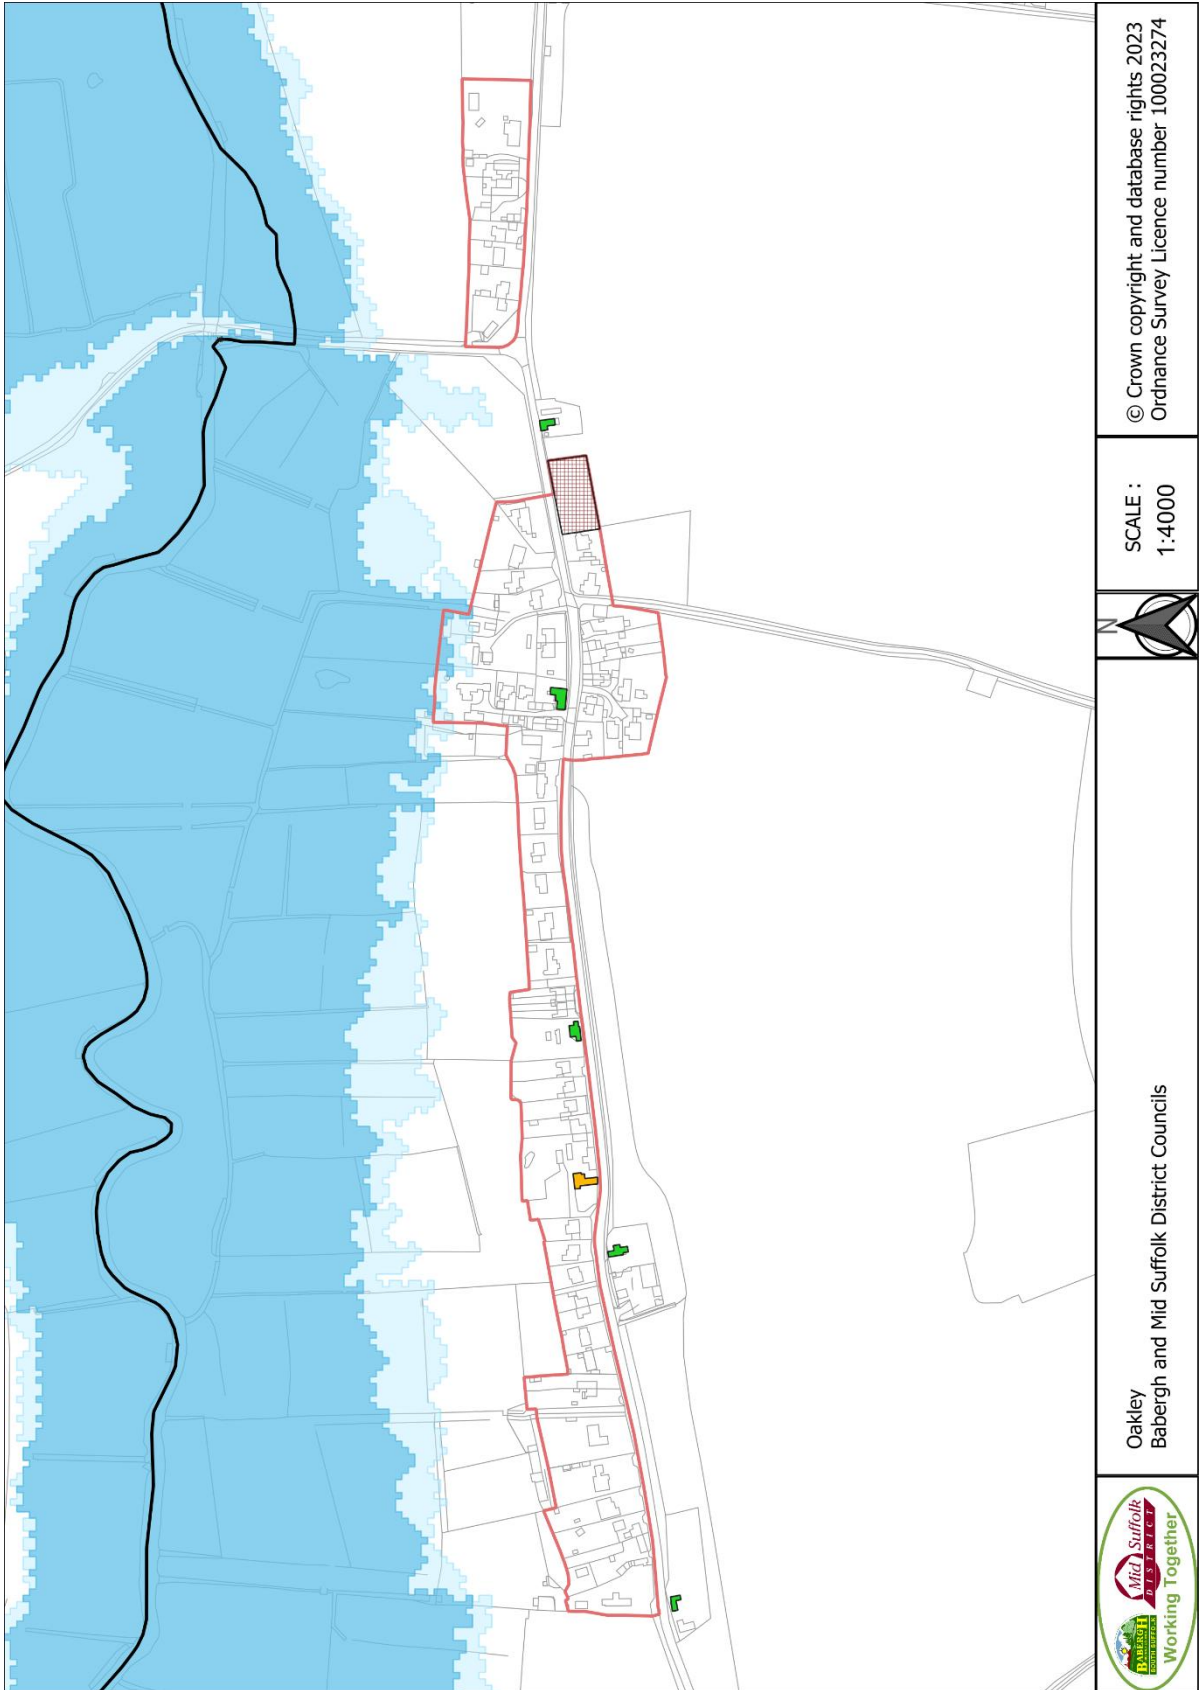 Oakley
Babergh and Mid Suffolk District Councils
N
SCALE :
1:4000
© Crown copyright and database rights 2023
Ordnance Survey Licence number 100023274
BABERGH
SOUTH SUFFOLK
Mid Suffolk
DISTRICT
Working Together